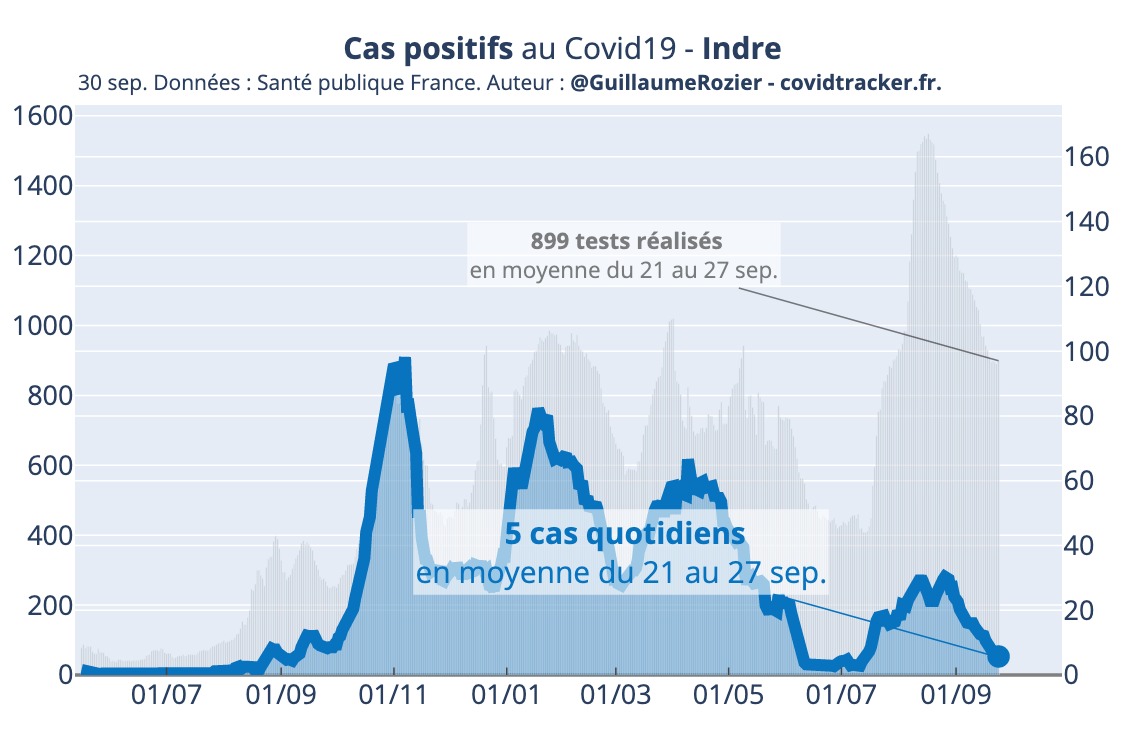 Cas positifs au Covid19 - Indre
30 sep. Données : Santé publique France. Auteur : @GuillaumeRozier - covidtracker.fr.
1600
1400
1200
1000
800
600
400
200
0
160
140
120
100
80
60
40
20
0
899 tests réalisés
en moyenne du 21 au 27 sep.
5 cas quotidiens
en moyenne du 21 au 27 sep.
01/07 01/09 01/11 01/01 01/03 01/05 01/07 01/09